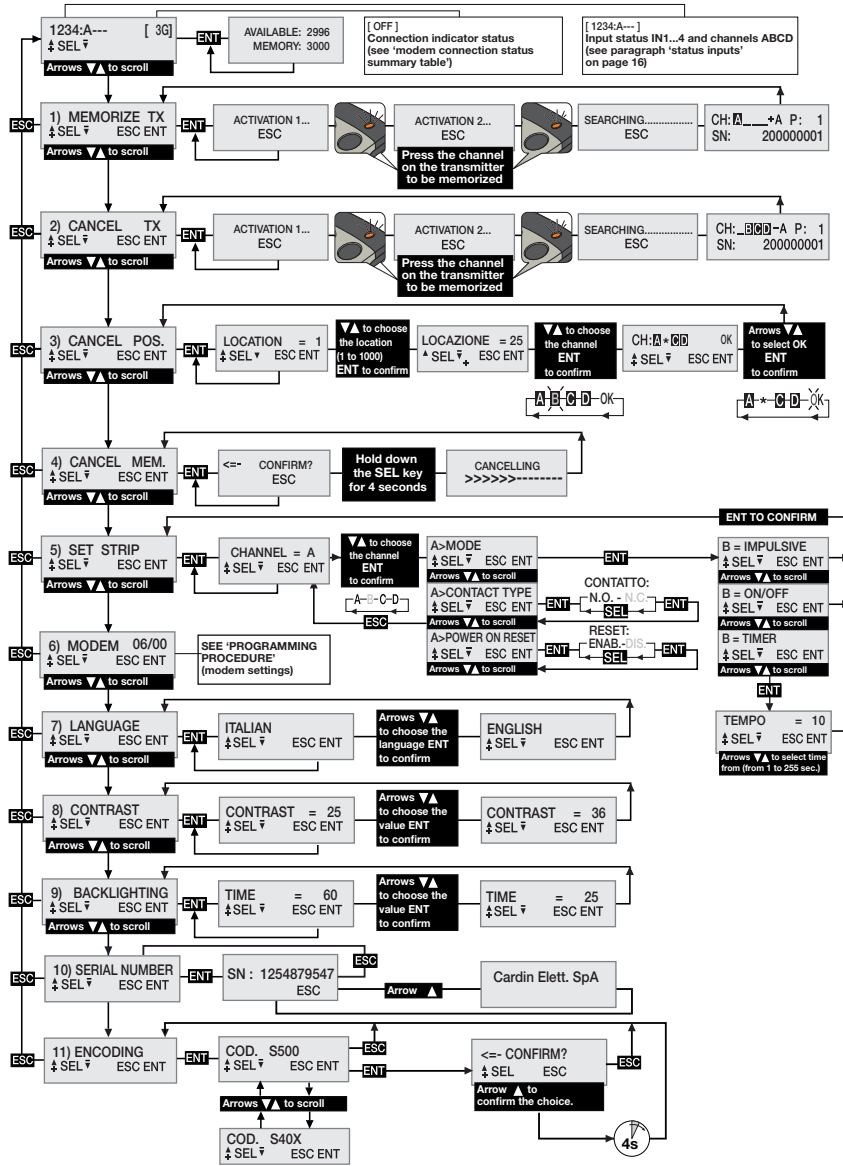 1234:A--- [ 3G]
SEL
Arrows ▼▲ to scroll
ENT
AVAILABLE: 2996
MEMORY: 3000
[ OFF ]
Connection indicator status
(see 'modem connection status
summary table')
[ 1234:A--- ]
Input status IN1...4 and channels ABCD
(see paragraph 'status inputs'
on page 16)
ESC
1) MEMORIZE TX
SEL ESC ENT
Arrows ▼▲ to scroll
ENT
ACTIVATION 1...
ESC
ACTIVATION 2...
ESC
Press the channel
on the transmitter
to be memorized
SEARCHING.................
ESC
CH:A___+A P: 1
SN: 200000001
ESC
2) CANCEL TX
SEL ESC ENT
Arrows ▼▲ to scroll
ENT
ACTIVATION 1...
ESC
ACTIVATION 2...
ESC
Press the channel
on the transmitter
to be memorized
SEARCHING.................
ESC
CH:_BCD-A P: 1
SN: 200000001
ESC
3) CANCEL POS.
SEL ESC ENT
Arrows ▼▲ to scroll
ENT
LOCATION = 1
SEL ESC ENT
▼▲ to choose
the location
(1 to 1000)
ENT to confirm
LOCAZIONE = 25
SEL + ESC ENT
▼▲ to choose
the channel
ENT
to confirm
A-B-C-D-OK
CH:A*CD OK
SEL ESC ENT
Arrows ▼▲
to select OK
ENT
to confirm
A-*-C-D-OK
ESC
4) CANCEL MEM.
SEL ESC ENT
Arrows ▼▲ to scroll
ENT
<=- CONFIRM?
ESC
Hold down
the SEL key
for 4 seconds
CANCELLING
>>>>>>--------
ENT TO CONFIRM
ESC
5) SET STRIP
SEL ESC ENT
Arrows ▼▲ to scroll
ENT
CHANNEL = A
SEL ESC ENT
▼▲ to choose
the channel
ENT
to confirm
A-B-C-D
ESC
A>MODE
SEL ESC ENT
Arrows ▼▲ to scroll
ENT
A>CONTACT TYPE
SEL ESC ENT
Arrows ▼▲ to scroll
ENT
CONTATTO:
N.O. - N.C.
SEL
ENT
A>POWER ON RESET
SEL ESC ENT
Arrows ▼▲ to scroll
ENT
RESET:
ENAB.-DIS.
SEL
ENT
B = IMPULSIVE
SEL ESC ENT
Arrows ▼▲ to scroll
B = ON/OFF
SEL ESC ENT
Arrows ▼▲ to scroll
B = TIMER
SEL ESC ENT
Arrows ▼▲ to scroll
ENT
TEMPO = 10
SEL ESC ENT
Arrows ▼▲ to select time
from (from 1 to 255 sec.)
ESC
6) MODEM 06/00
SEL ESC ENT
Arrows ▼▲ to scroll
SEE 'PROGRAMMING
PROCEDURE'
(modem settings)
ESC
7) LANGUAGE
SEL ESC ENT
Arrows ▼▲ to scroll
ENT
ITALIAN
SEL ESC ENT
Arrows ▼▲
to choose the
language ENT
to confirm
ENGLISH
SEL ESC ENT
ESC
8) CONTRAST
SEL ESC ENT
Arrows ▼▲ to scroll
ENT
CONTRAST = 25
SEL ESC ENT
Arrows ▼▲
to choose the
value ENT
to confirm
CONTRAST = 36
SEL ESC ENT
ESC
9) BACKLIGHTING
SEL ESC ENT
Arrows ▼▲ to scroll
ENT
TIME = 60
SEL ESC ENT
Arrows ▼▲
to choose the
value ENT
to confirm
TIME = 25
SEL ESC ENT
ESC
10) SERIAL NUMBER
SEL ESC ENT
ENT
SN : 1254879547
ESC
ESC
Arrow ▲
Cardin Elett. SpA
ESC
11) ENCODING
SEL ESC ENT
ENT
COD. S500
SEL ESC ENT
ESC
ENT
Arrows ▼▲ to scroll
COD. S40X
SEL ESC ENT
<=- CONFIRM?
SEL ESC
Arrow ▲ to
confirm the choice.
ESC
4s